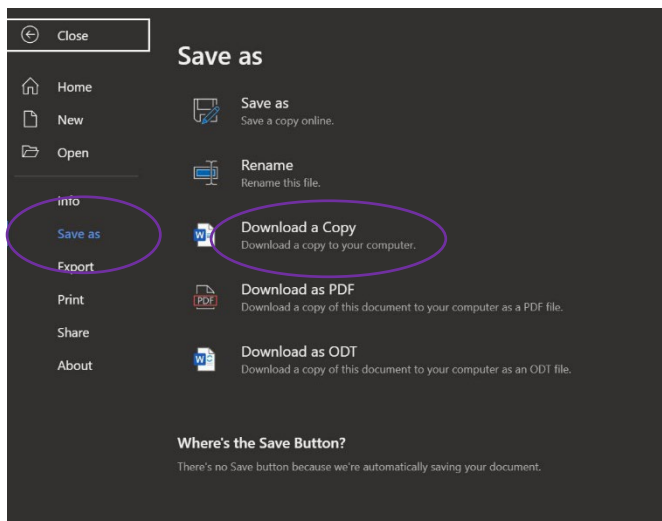 Close
Home
New
Open
Info
Save as
Export
Print
Share
About
Save as
Save as
Save a copy online.
Rename
Rename this file.
W
Download a Copy
Download a copy to your computer.
PDF
Download as PDF
Download a copy of this document to your computer as a PDF file.
W
Download as ODT
Download a copy of this document to your computer as an ODT file.
Where's the Save Button?
There's no Save button because we're automatically saving your document.